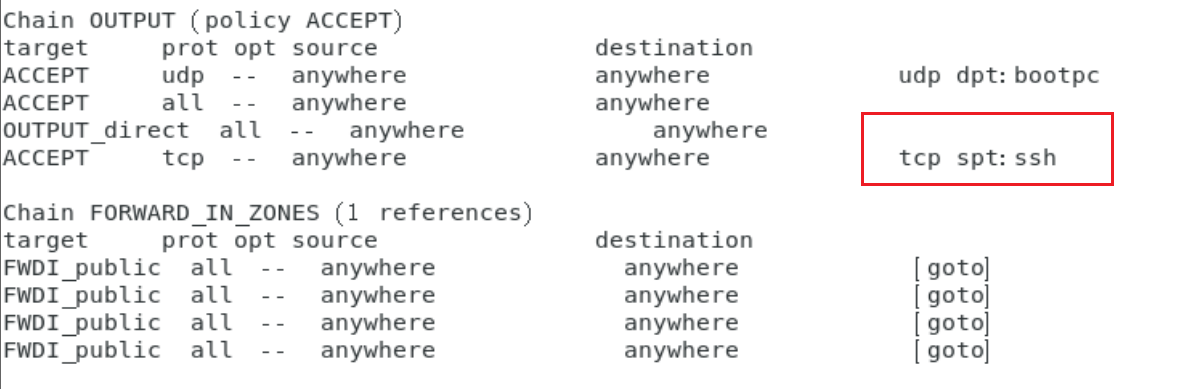 Chain OUTPUT (policy ACCEPT)
target prot opt source destination
ACCEPT udp -- anywhere anywhere udp dpt:bootpc
ACCEPT all -- anywhere anywhere
OUTPUT_direct all -- anywhere anywhere
ACCEPT tcp -- anywhere anywhere tcp spt:ssh
Chain FORWARD_IN_ZONES (1 references)
target prot opt source destination
FWDI_public all -- anywhere anywhere [goto]
FWDI_public all -- anywhere anywhere [goto]
FWDI_public all -- anywhere anywhere [goto]
FWDI_public all -- anywhere anywhere [goto]